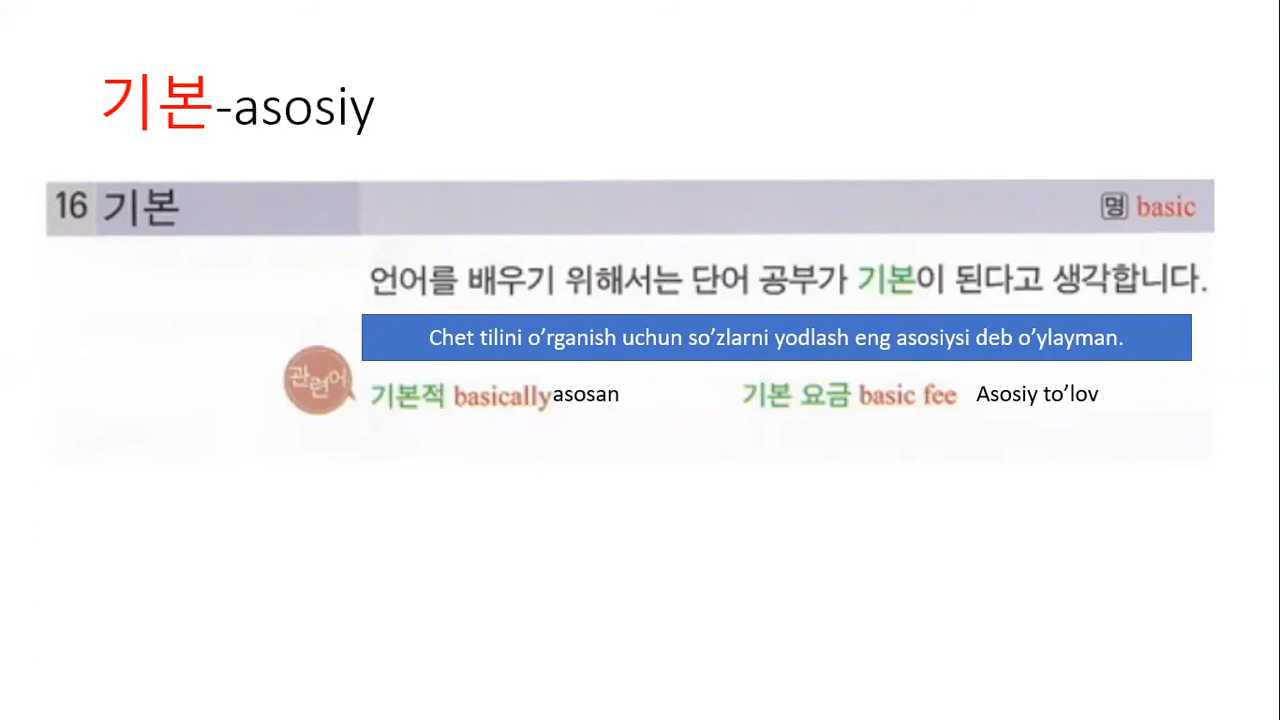 기본-asosiy
16 기본 명 basic
언어를 배우기 위해서는 단어 공부가 기본이 된다고 생각합니다.
Chet tilini o’rganish uchun so’zlarni yodlash eng asosiysi deb o’ylayman.
관련어 기본적 basically asosan 기본 요금 basic fee Asosiy to’lov